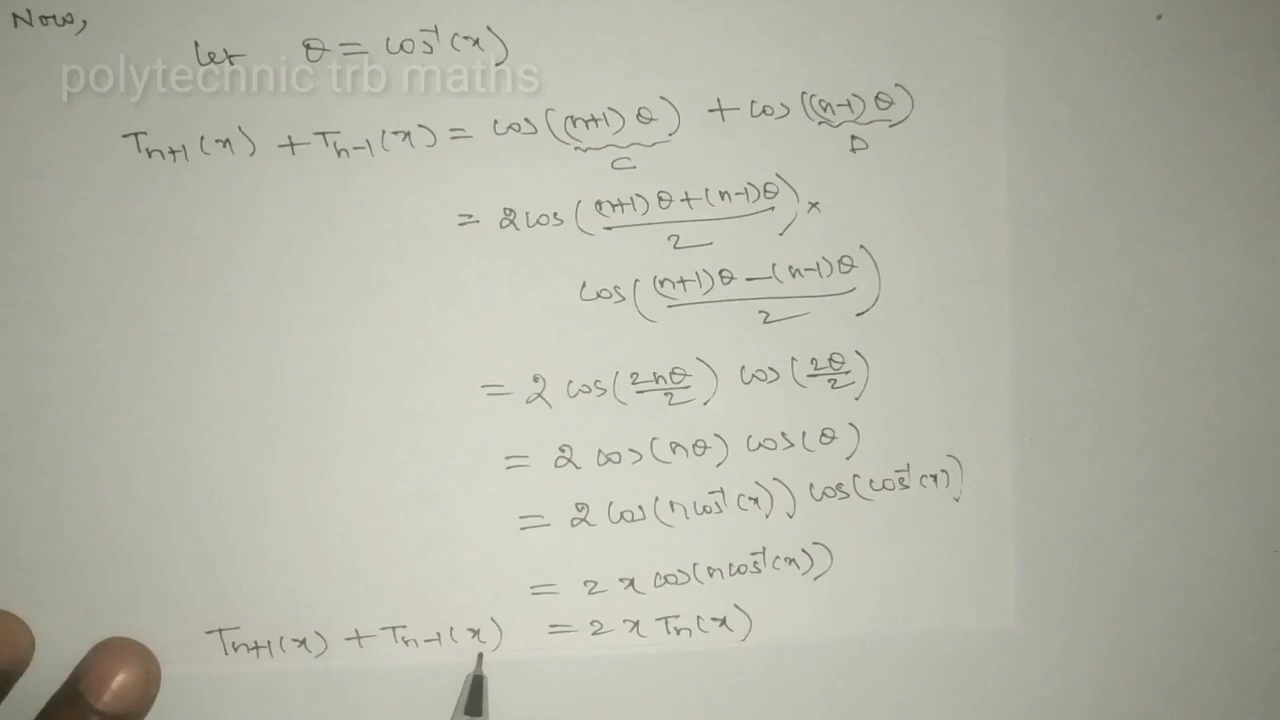 Now,
Let θ = cos⁻¹(x)
polytechnic trb maths
Tn+1(x) + Tn-1(x) = cos((n+1)θ) + cos((n-1)θ)
C D
= 2cos((n+1)θ+(n-1)θ/2) ×
cos((n+1)θ-(n-1)θ/2)
= 2 cos(2nθ/2) cos(2θ/2)
= 2 cos(nθ) cos(θ)
= 2 cos(n cos⁻¹(x)) cos(cos⁻¹(x))
= 2 x cos(n cos⁻¹(x))
Tn+1(x) + Tn-1(x) = 2 x Tn(x)